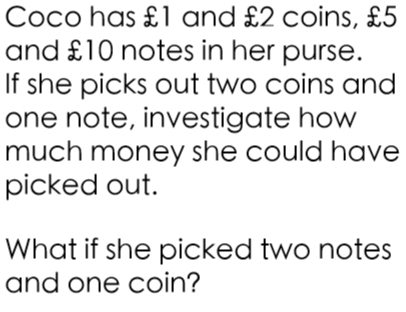 Coco has £1 and £2 coins, £5
and £10 notes in her purse.
If she picks out two coins and
one note, investigate how
much money she could have
picked out.
What if she picked two notes
and one coin?